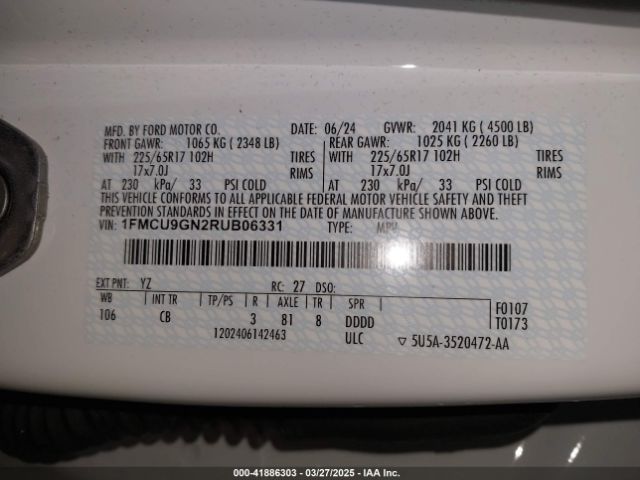 MFD. BY FORD MOTOR CO. DATE: 06/24 GVWR: 2041 KG ( 4500 LB)
FRONT GAWR: 1065 KG ( 2348 LB) REAR GAWR: 1025 KG ( 2260 LB)
WITH 225/65R17 102H TIRES WITH 225/65R17 102H TIRES
17x7.0J RIMS 17x7.0J RIMS
AT 230 kPa/ 33 PSI COLD AT 230 kPa/ 33 PSI COLD
THIS VEHICLE CONFORMS TO ALL APPLICABLE FEDERAL MOTOR VEHICLE SAFETY AND THEFT
PREVENTION STANDARDS IN EFFECT ON THE DATE OF MANUFACTURE SHOWN ABOVE.
VIN: 1FMCU9GN2RUB06331 TYPE: MPV
EXT PNT: YZ RC: 27 DSO:
WB INT TR TP/PS R AXLE TR SPR F0107
106 CB 3 81 8 DDDD T0173
1202406142463 ULC ▽ 5U5A-3520472-AA
000-41886303 — 03/27/2025 — IAA Inc.